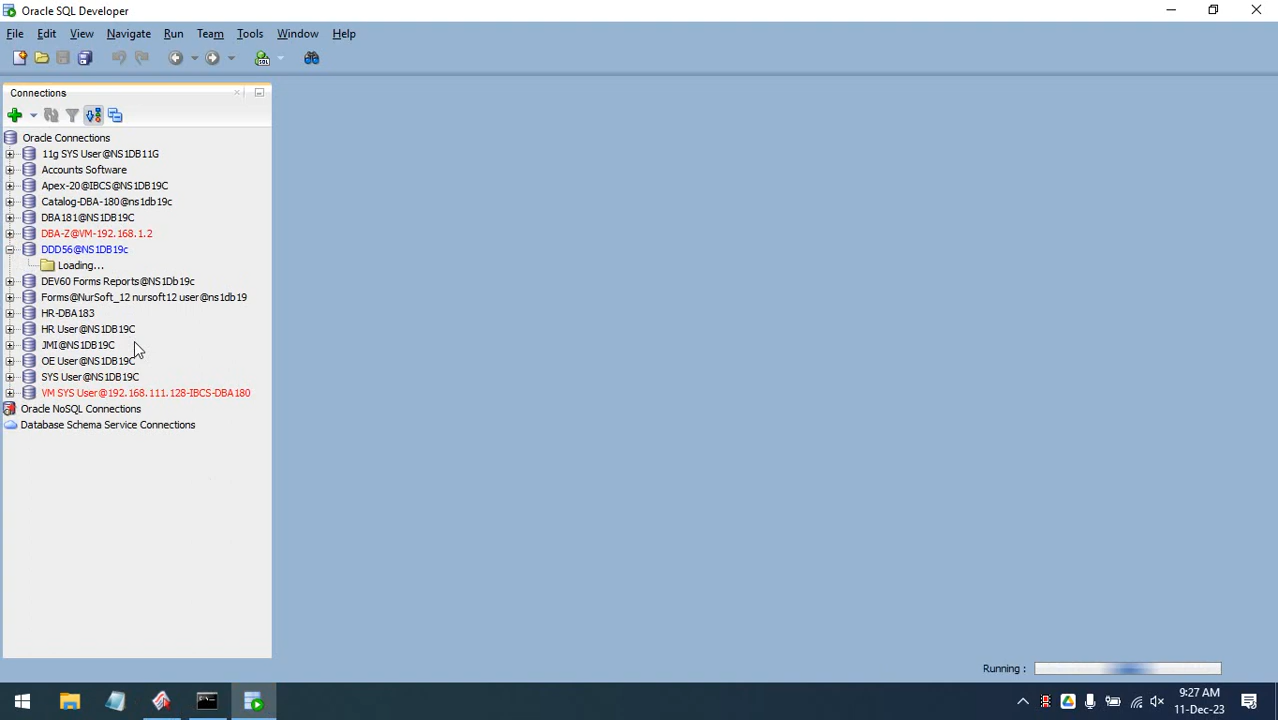 Oracle SQL Developer
File Edit View Navigate Run Team Tools Window Help
Connections
Oracle Connections
11g SYS User@NS1DB11G
Accounts Software
Apex-20@IBCS@NS1DB19C
Catalog-DBA-180@ns1db19c
DBA181@NS1DB19C
DBA-Z@VM-192.168.1.2
DDD56@NS1DB19c
Loading...
DEV60 Forms Reports@NS1Db19c
Forms@NurSoft_12 nursoft12 user@ns1db19
HR-DBA183
HR User@NS1DB19C
JMI@NS1DB19C
OE User@NS1DB19C
SYS User@NS1DB19C
VM SYS User@192.168.111.128-IBCS-DBA180
Oracle NoSQL Connections
Database Schema Service Connections
Running :
9:27 AM
11-Dec-23